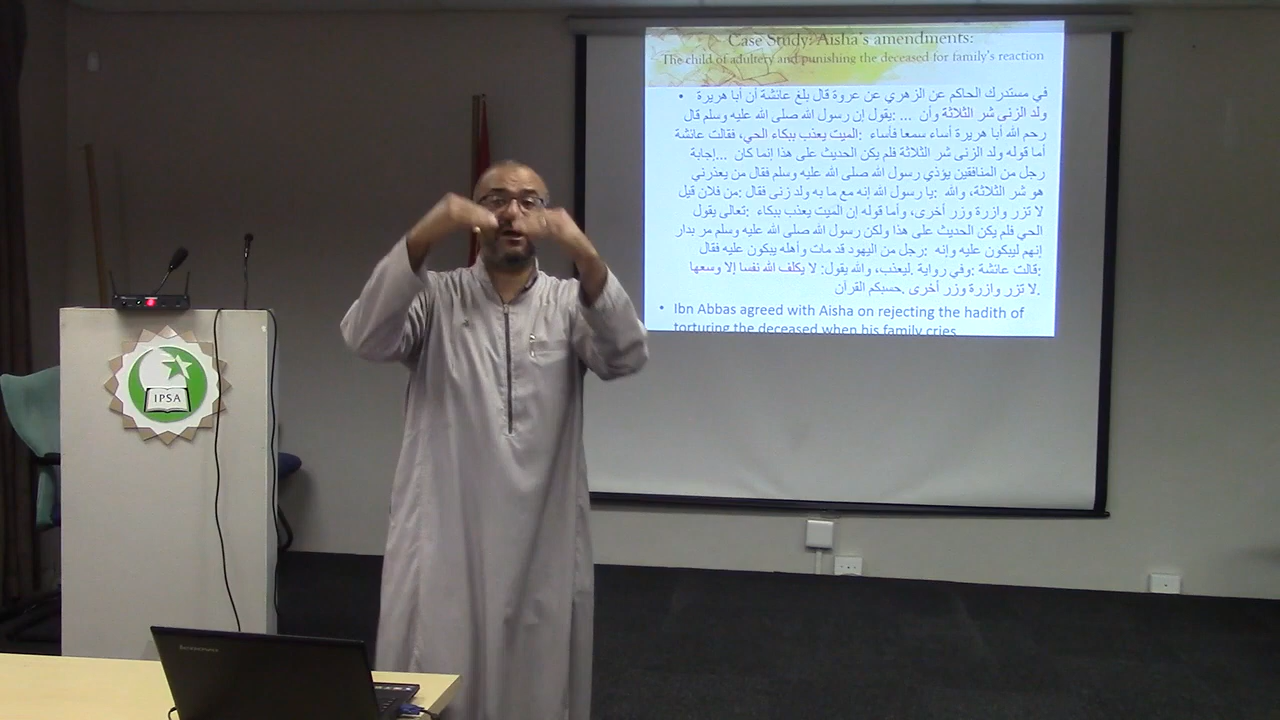 Case Study: Aisha's amendments:
The child of adultery and punishing the deceased for family's reaction
• في مستدرك الحاكم عن الزهري عن عروة قال بلغ عائشة أن أبا هريرة
يقول إن رسول الله صلى الله عليه وسلم قال: ... ولد الزنى شر الثلاثة وأن
الميت يعذب ببكاء الحي، فقالت عائشة: رحم الله أبا هريرة أساء سمعا فأساء
إجابة... أما قوله ولد الزنى شر الثلاثة فلم يكن الحديث على هذا إنما كان
رجل من المنافقين يؤذي رسول الله صلى الله عليه وسلم فقال من يعذرني
من فلان قيل: يا رسول الله إنه مع ما به ولد زنى فقال: هو شر الثلاثة، والله
تعالى يقول: لا تزر وازرة وزر أخرى، وأما قوله إن الميت يعذب ببكاء
الحي فلم يكن الحديث على هذا ولكن رسول الله صلى الله عليه وسلم مر بدار
رجل من اليهود قد مات وأهله يبكون عليه فقال: إنهم ليبكون عليه وإنه
ليعذب، والله يقول: لا يكلف الله نفسا إلا وسعها. وفي رواية: قالت عائشة:
حسبكم القرآن. لا تزر وازرة وزر أخرى.
• Ibn Abbas agreed with Aisha on rejecting the hadith of
torturing the deceased when his family cries
IPSA